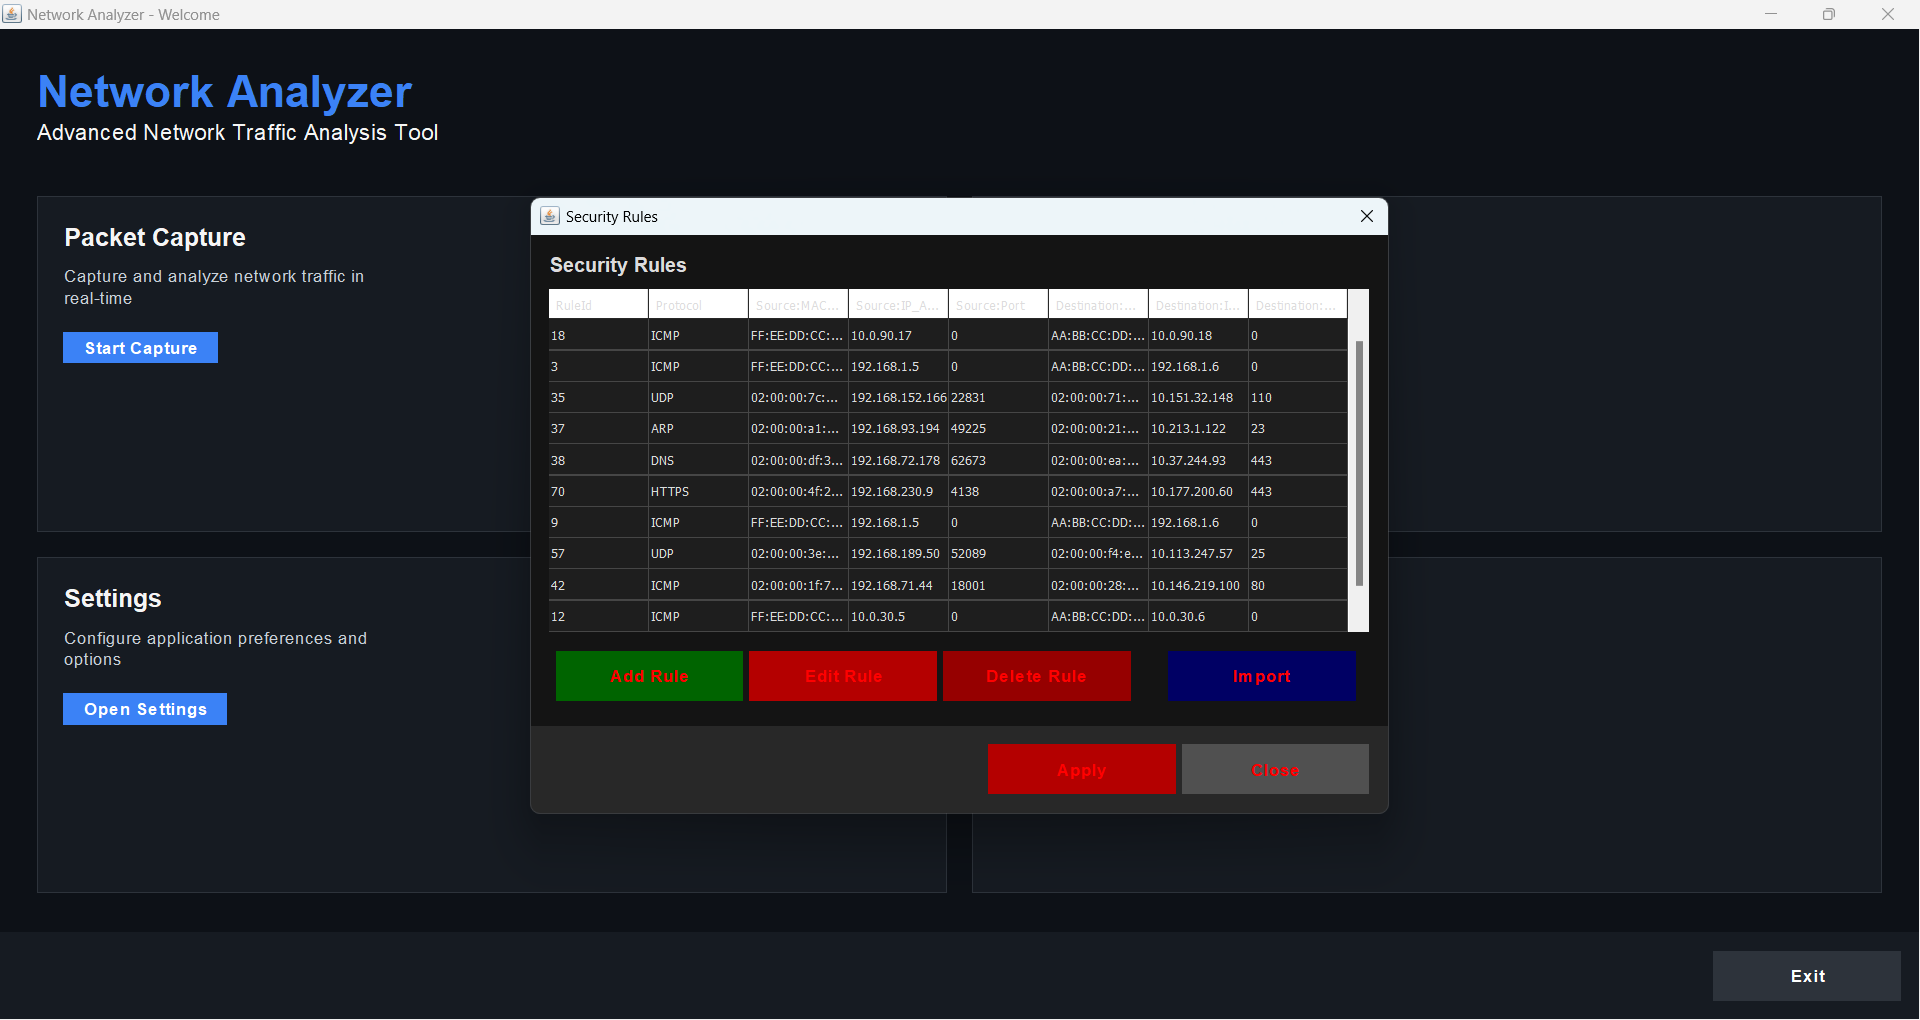 Network Analyzer - Welcome
Network Analyzer
Advanced Network Traffic Analysis Tool
Packet Capture
Capture and analyze network traffic in
real-time
Start Capture
Settings
Configure application preferences and
options
Open Settings
Security Rules
Security Rules
RuleId Protocol Source:MAC... Source:IP_A... Source:Port Destination:... Destination:I... Destination:...
18 ICMP FF:EE:DD:CC:... 10.0.90.17 0 AA:BB:CC:DD:... 10.0.90.18 0
3 ICMP FF:EE:DD:CC:... 192.168.1.5 0 AA:BB:CC:DD:... 192.168.1.6 0
35 UDP 02:00:00:7c:... 192.168.152.166 22831 02:00:00:71:... 10.151.32.148 110
37 ARP 02:00:00:a1:... 192.168.93.194 49225 02:00:00:21:... 10.213.1.122 23
38 DNS 02:00:00:df:3... 192.168.72.178 62673 02:00:00:ea:... 10.37.244.93 443
70 HTTPS 02:00:00:4f:2... 192.168.230.9 4138 02:00:00:a7:... 10.177.200.60 443
9 ICMP FF:EE:DD:CC:... 192.168.1.5 0 AA:BB:CC:DD:... 192.168.1.6 0
57 UDP 02:00:00:3e:... 192.168.189.50 52089 02:00:00:f4:e... 10.113.247.57 25
42 ICMP 02:00:00:1f:7... 192.168.71.44 18001 02:00:00:28:... 10.146.219.100 80
12 ICMP FF:EE:DD:CC:... 10.0.30.5 0 AA:BB:CC:DD:... 10.0.30.6 0
Add Rule Edit Rule Delete Rule Import
Apply Close
Exit